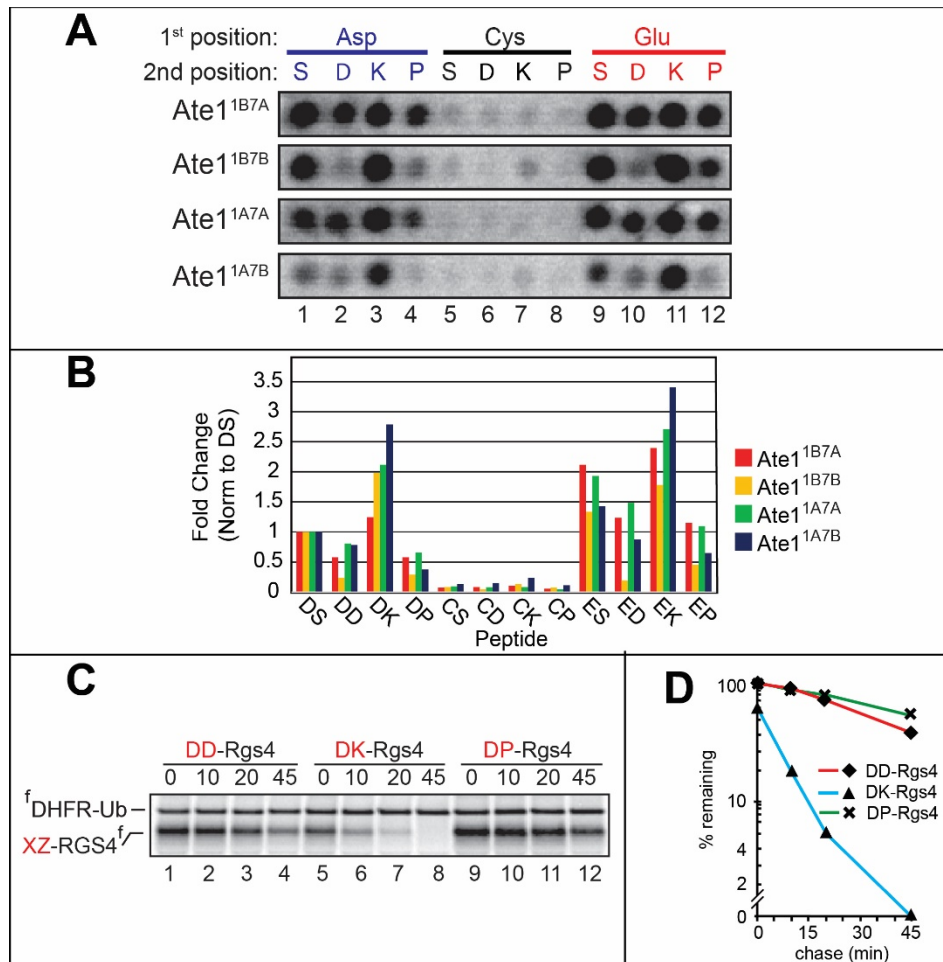 A
1st position: Asp Cys Glu
2nd position: S D K P S D K P S D K P
Ate1 1B7A
Ate1 1B7B
Ate1 1A7A
Ate1 1A7B
1 2 3 4 5 6 7 8 9 10 11 12
B
Fold Change
(Norm to DS)
3.5
3
2.5
2
1.5
1
0.5
0
DS DD DK DP CS CD CK CP ES ED EK EP
Peptide
Ate1 1B7A
Ate1 1B7B
Ate1 1A7A
Ate1 1A7B
C
DD-Rgs4 DK-Rgs4 DP-Rgs4
0 10 20 45 0 10 20 45 0 10 20 45
fDHFR-Ub
XZ-RGS4f
1 2 3 4 5 6 7 8 9 10 11 12
D
% remaining
100
10
4
2
0
0 15 30 45
chase (min)
DD-Rgs4
DK-Rgs4
DP-Rgs4